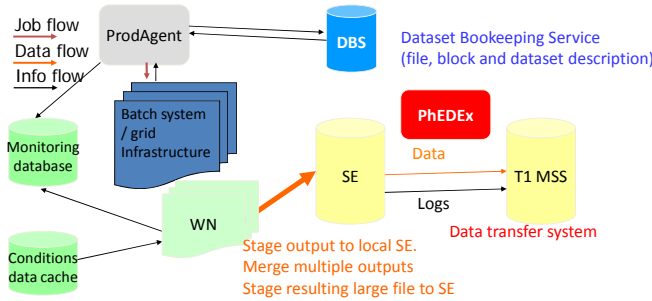 Job flow
Data flow
Info flow
ProdAgent
DBS
Dataset Bookeeping Service
(file, block and dataset description)
Batch system
/ grid
Infrastructure
Monitoring
database
PhEDEx
Data
SE
T1 MSS
Logs
WN
Data transfer system
Stage output to local SE.
Merge multiple outputs
Stage resulting large file to SE
Conditions
data cache